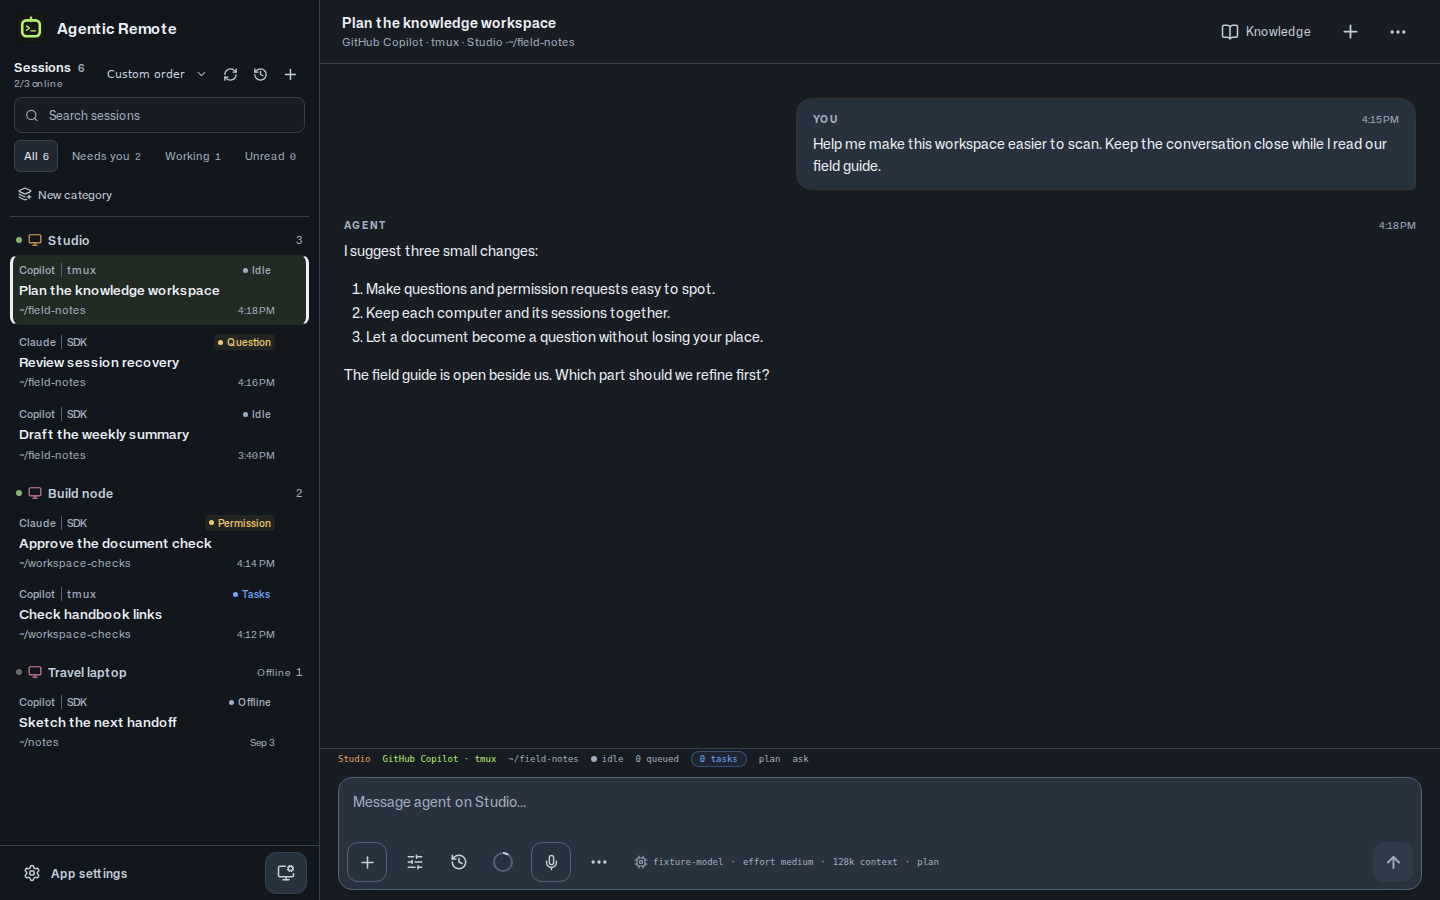 Agentic Remote
Sessions 6
2/3 online
Custom order
Search sessions
All 6
Needs you 2
Working 1
Unread 0
New category
Studio 3
Copilot | tmux Idle
Plan the knowledge workspace
~/field-notes 4:18 PM
Claude | SDK Question
Review session recovery
~/field-notes 4:16 PM
Copilot | SDK Idle
Draft the weekly summary
~/field-notes 3:40 PM
Build node 2
Claude | SDK Permission
Approve the document check
~/workspace-checks 4:14 PM
Copilot | tmux Tasks
Check handbook links
~/workspace-checks 4:12 PM
Travel laptop Offline 1
Copilot | SDK Offline
Sketch the next handoff
~/notes Sep 3
App settings
Plan the knowledge workspace
GitHub Copilot · tmux · Studio · ~/field-notes
Knowledge
YOU 4:15 PM
Help me make this workspace easier to scan. Keep the conversation close while I read our
field guide.
AGENT 4:18 PM
I suggest three small changes:
1. Make questions and permission requests easy to spot.
2. Keep each computer and its sessions together.
3. Let a document become a question without losing your place.
The field guide is open beside us. Which part should we refine first?
Studio GitHub Copilot · tmux ~/field-notes idle 0 queued 0 tasks plan ask
Message agent on Studio...
fixture-model · effort medium · 128k context · plan